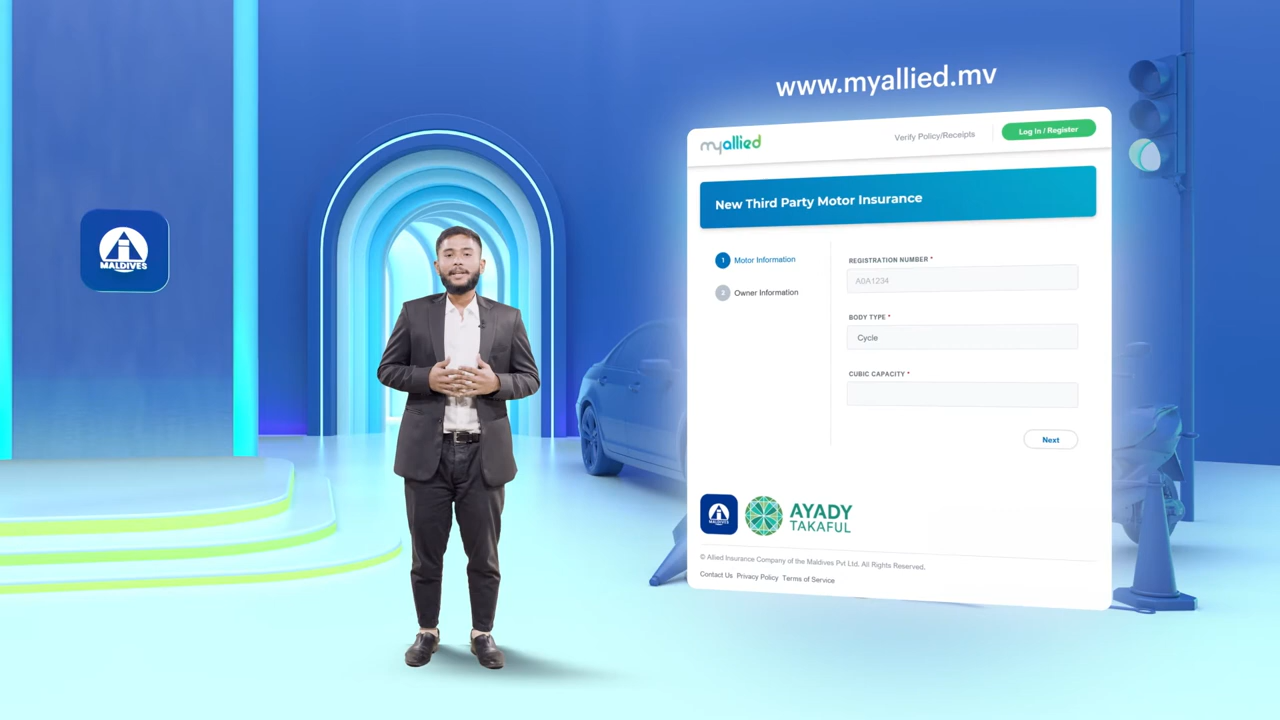 www.myallied.mv
myallied
Verify Policy/Receipts
Log In / Register
New Third Party Motor Insurance
1 Motor Information
2 Owner Information
REGISTRATION NUMBER *
A0A1234
BODY TYPE *
Cycle
CUBIC CAPACITY *
Next
MALDIVES
MALDIVES
AYADY
TAKAFUL
© Allied Insurance Company of the Maldives Pvt Ltd. All Rights Reserved.
Contact Us Privacy Policy Terms of Service